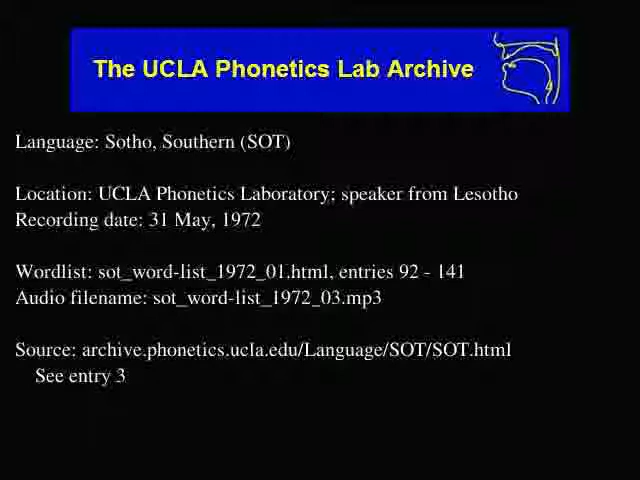 The UCLA Phonetics Lab Archive
Language: Sotho, Southern (SOT)
Location: UCLA Phonetics Laboratory; speaker from Lesotho
Recording date: 31 May, 1972
Wordlist: sot_word-list_1972_01.html, entries 92 - 141
Audio filename: sot_word-list_1972_03.mp3
Source: archive.phonetics.ucla.edu/Language/SOT/SOT.html
See entry 3